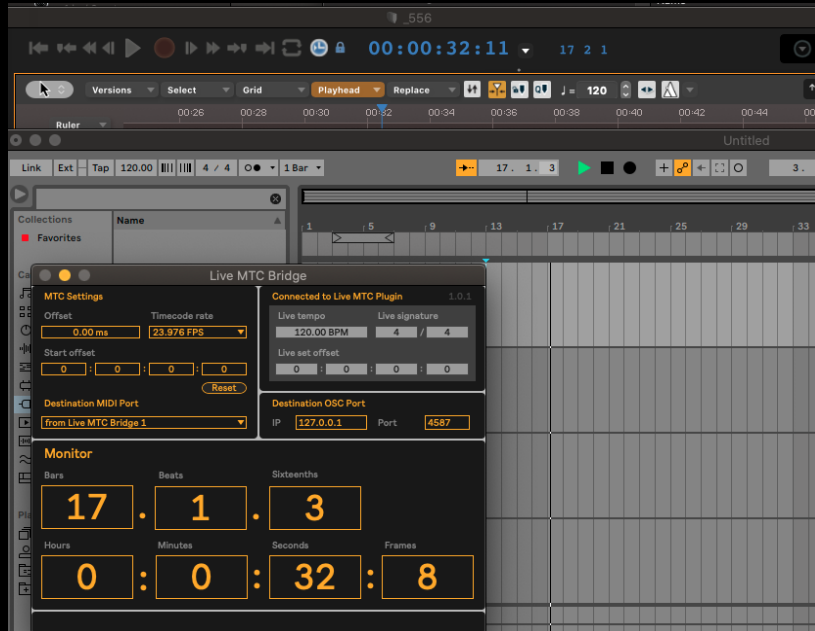 _556
00:00:32:11
17 2 1
Versions Select Grid Playhead Replace 120
00:26 00:28 00:30 00:32 00:34 00:36 00:38 00:40 00:42 00:44
Ruler
Untitled
Link Ext Tap 120.00 4 / 4 1 Bar 17. 1. 3 3.
Collections
Name
Favorites
1 5 9 13 17 21 25 29 33
Live MTC Bridge
MTC Settings
Offset Timecode rate
0.00 ms 23.976 FPS
Start offset
0 : 0 : 0 : 0
Reset
Destination MIDI Port
from Live MTC Bridge 1
Connected to Live MTC Plugin 1.0.1
Live tempo Live signature
120.00 BPM 4 / 4
Live set offset
0 : 0 : 0 : 0
Destination OSC Port
IP 127.0.0.1 Port 4587
Monitor
Bars Beats Sixteenths
17 . 1 . 3
Hours Minutes Seconds Frames
0 : 0 : 32 : 8